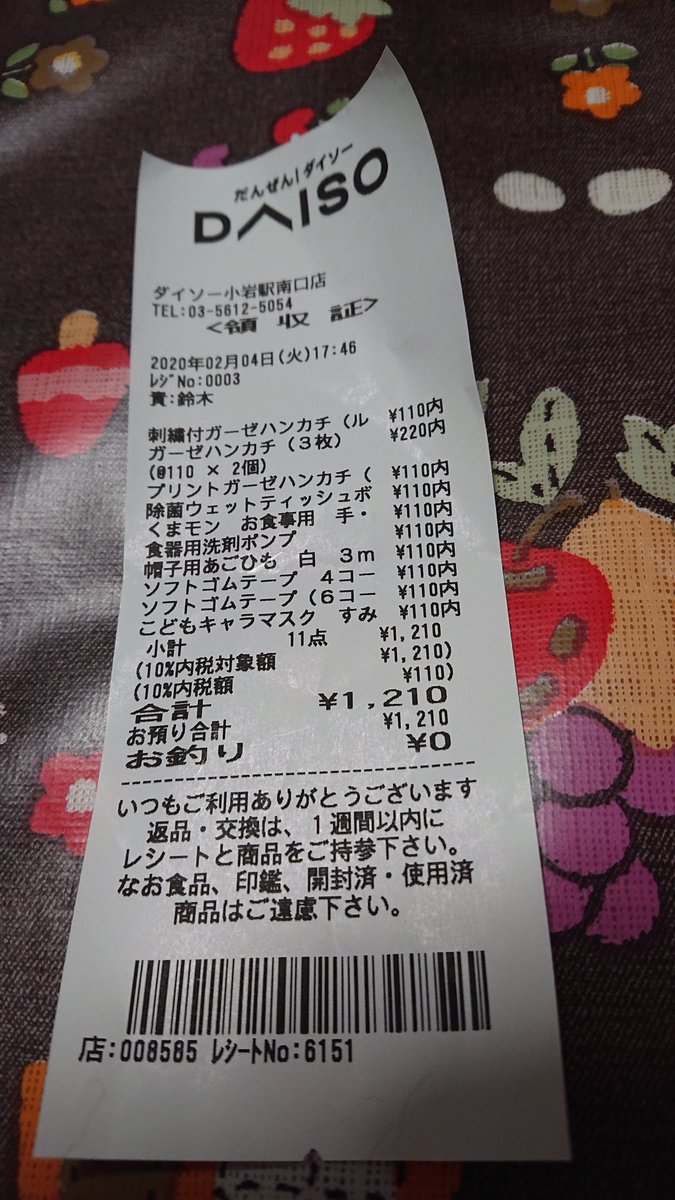 だんぜん!ダイソー
DAISO
ダイソー小岩駅南口店
TEL:03-5612-5054
<領収証>
2020年02月04日(火)17:46
ﾚｼﾞNo:0003
責:鈴木
刺繍付ガーゼハンカチ(ル ¥110内
ガーゼハンカチ(3枚) ¥220内
(@110 × 2個)
プリントガーゼハンカチ( ¥110内
除菌ウェットティッシュボ ¥110内
くまモン お食事用 手・ ¥110内
食器用洗剤ポンプ ¥110内
帽子用あごひも 白 3m ¥110内
ソフトゴムテープ 4コー ¥110内
ソフトゴムテープ(6コー ¥110内
こどもキャラマスク すみ ¥110内
小計 11点 ¥1,210
(10%内税対象額 ¥1,210)
(10%内税額 ¥110)
合計 ¥1,210
お預り合計 ¥1,210
お釣り ¥0
いつもご利用ありがとうございます
返品・交換は、1週間以内に
レシートと商品をご持参下さい。
なお食品、印鑑、開封済・使用済
商品はご遠慮下さい。
店:008585 ﾚｼｰﾄNo:6151